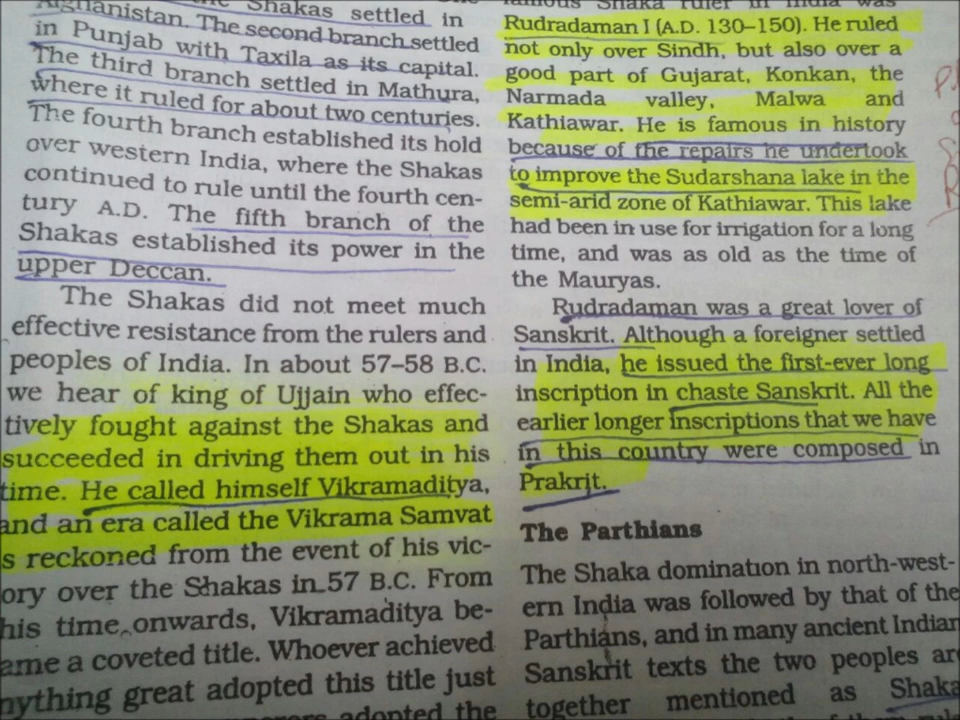 Shakas settled in
Afghanistan. The second branch settled
in Punjab with Taxila as its capital.
The third branch settled in Mathura,
where it ruled for about two centuries.
The fourth branch established its hold
over western India, where the Shakas
continued to rule until the fourth cen-
tury A.D. The fifth branch of the
Shakas established its power in the
upper Deccan.
The Shakas did not meet much
effective resistance from the rulers and
peoples of India. In about 57–58 B.C.
we hear of king of Ujjain who effec-
tively fought against the Shakas and
succeeded in driving them out in his
time. He called himself Vikramaditya,
and an era called the Vikrama Samvat
s reckoned from the event of his vic-
ory over the Shakas in 57 B.C. From
his time onwards, Vikramaditya be-
ame a coveted title. Whoever achieved
nything great adopted this title just
adopted the
famous Shaka ruler in India was
Rudradaman I (A.D. 130–150). He ruled
not only over Sindh, but also over a
good part of Gujarat, Konkan, the
Narmada valley, Malwa and
Kathiawar. He is famous in history
because of the repairs he undertook
to improve the Sudarshana lake in the
semi-arid zone of Kathiawar. This lake
had been in use for irrigation for a long
time, and was as old as the time of
the Mauryas.
Rudradaman was a great lover of
Sanskrit. Although a foreigner settled
in India, he issued the first-ever long
inscription in chaste Sanskrit. All the
earlier longer inscriptions that we have
in this country were composed in
Prakrit.
The Parthians
The Shaka domination in north-west-
ern India was followed by that of the
Parthians, and in many ancient Indian
Sanskrit texts the two peoples are
together mentioned as Shaka